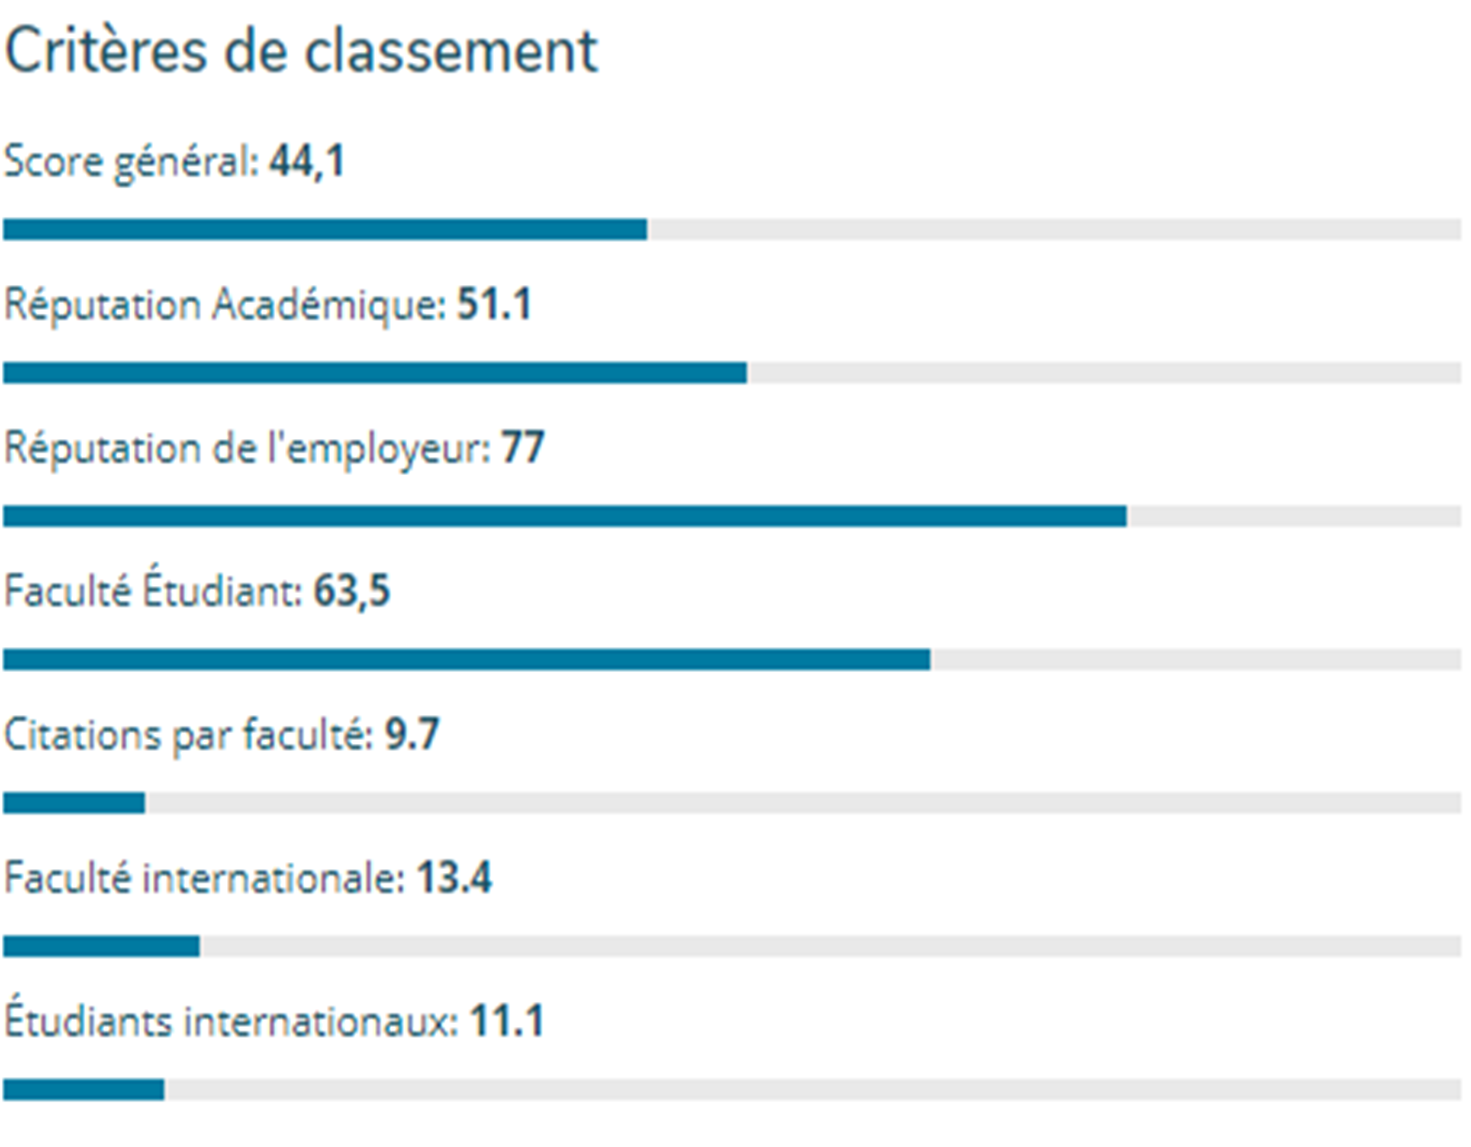 Critères de classement
Score général: 44,1
Réputation Académique: 51.1
Réputation de l'employeur: 77
Faculté Étudiant: 63,5
Citations par faculté: 9.7
Faculté internationale: 13.4
Étudiants internationaux: 11.1